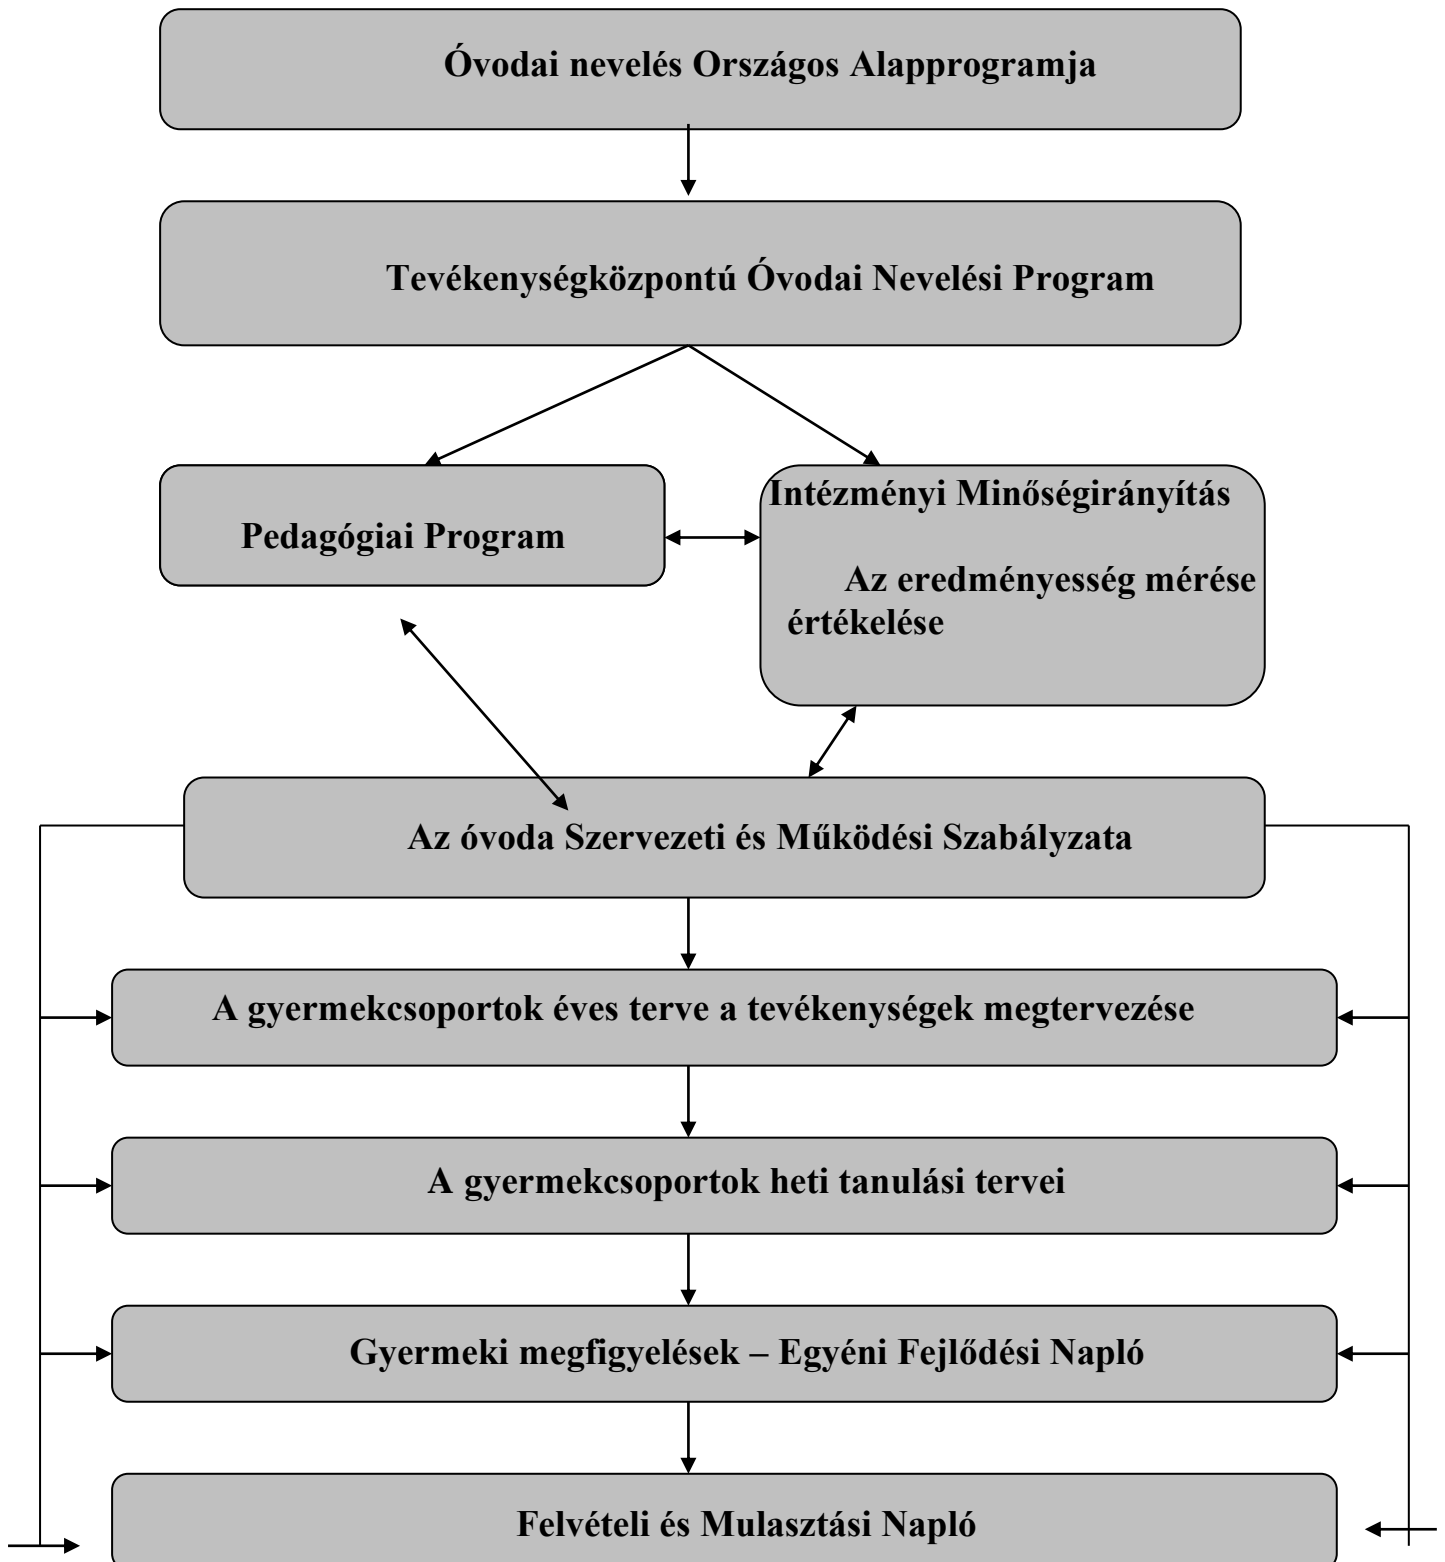 Óvodai nevelés Országos Alapprogramja
Tevékenységközpontú Óvodai Nevelési Program
Pedagógiai Program
Intézményi Minőségirányítás
Az eredményesség mérése
értékelése
Az óvoda Szervezeti és Működési Szabályzata
A gyermekcsoportok éves terve a tevékenységek megtervezése
A gyermekcsoportok heti tanulási tervei
Gyermeki megfigyelések – Egyéni Fejlődési Napló
Felvételi és Mulasztási Napló